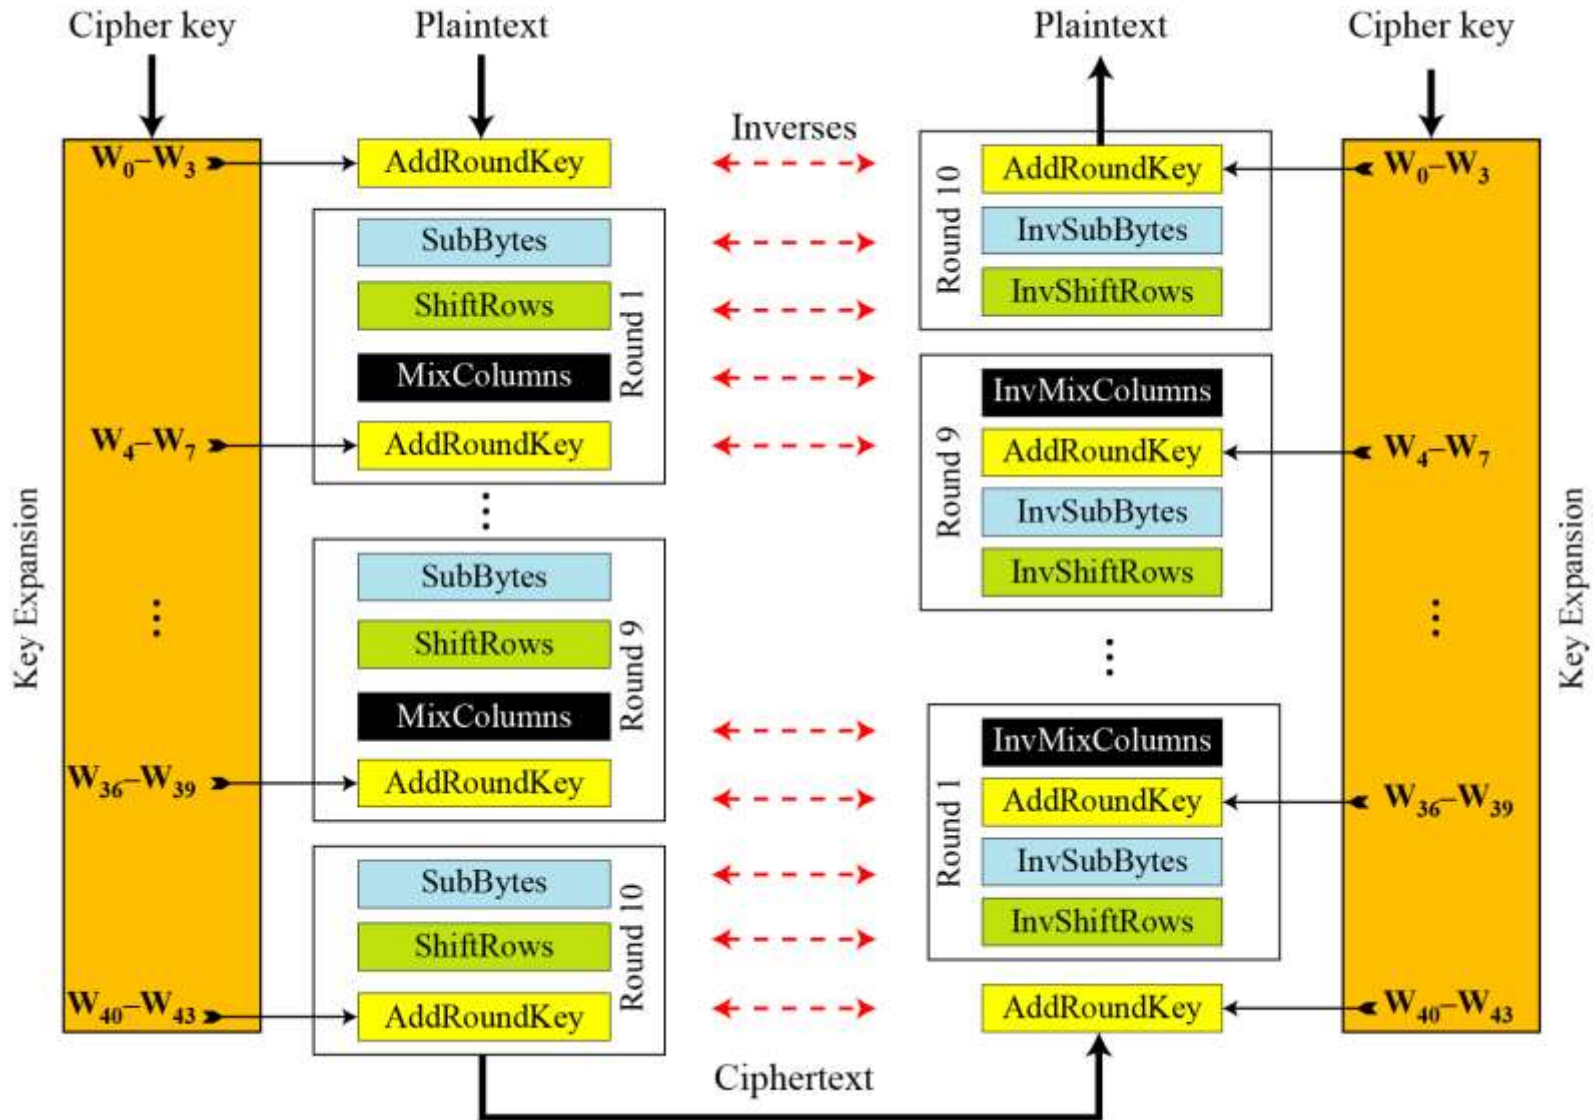 Cipher key
Plaintext
Plaintext
Cipher key
Inverses
W0–W3
AddRoundKey
AddRoundKey
W0–W3
SubBytes
ShiftRows
MixColumns
AddRoundKey
Round 1
W4–W7
InvSubBytes
InvShiftRows
Round 10
InvMixColumns
AddRoundKey
InvSubBytes
InvShiftRows
Round 9
W4–W7
⋮
Key Expansion
⋮
SubBytes
ShiftRows
MixColumns
AddRoundKey
Round 9
W36–W39
⋮
⋮
Key Expansion
InvMixColumns
AddRoundKey
InvSubBytes
InvShiftRows
Round 1
W36–W39
SubBytes
ShiftRows
AddRoundKey
Round 10
W40–W43
AddRoundKey
W40–W43
Ciphertext